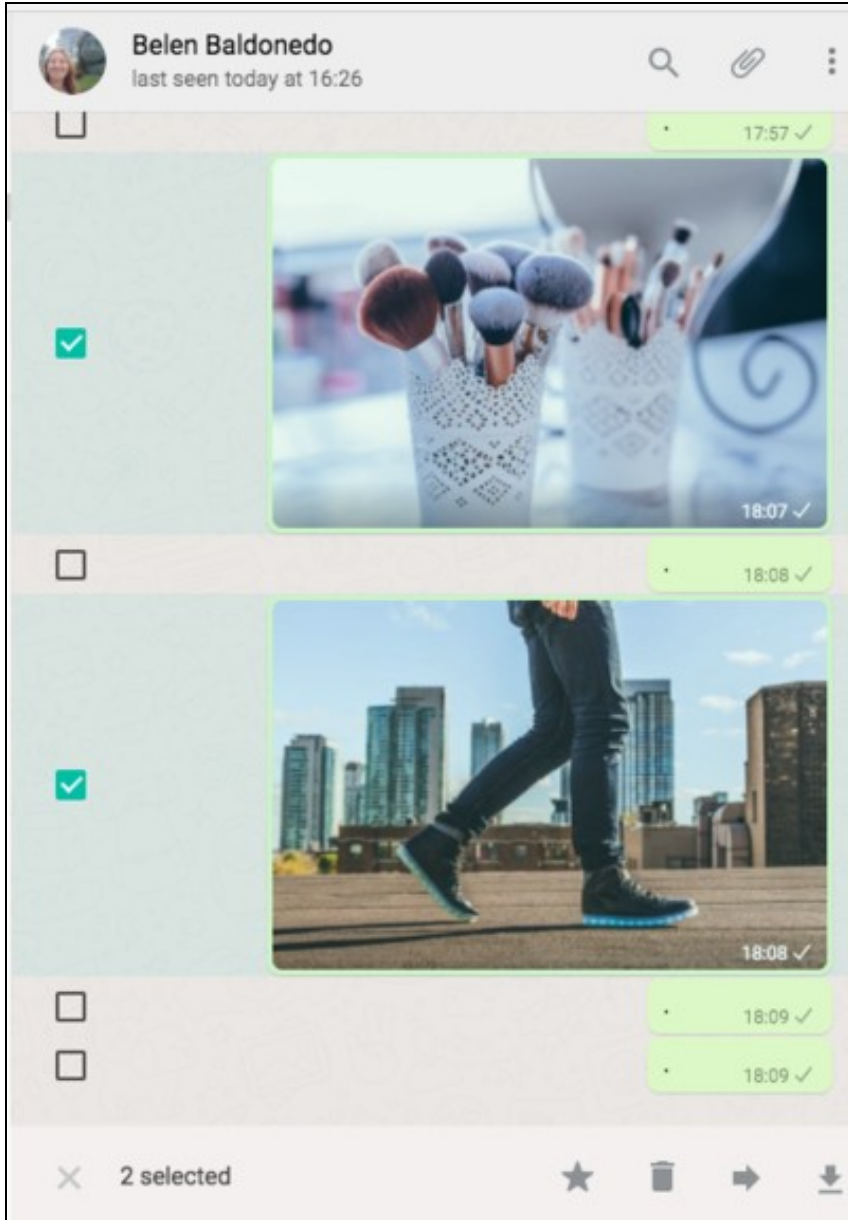 Belen Baldonedo
last seen today at 16:26
. 17:57
18:07
. 18:08
18:08
. 18:09
. 18:09
2 selected